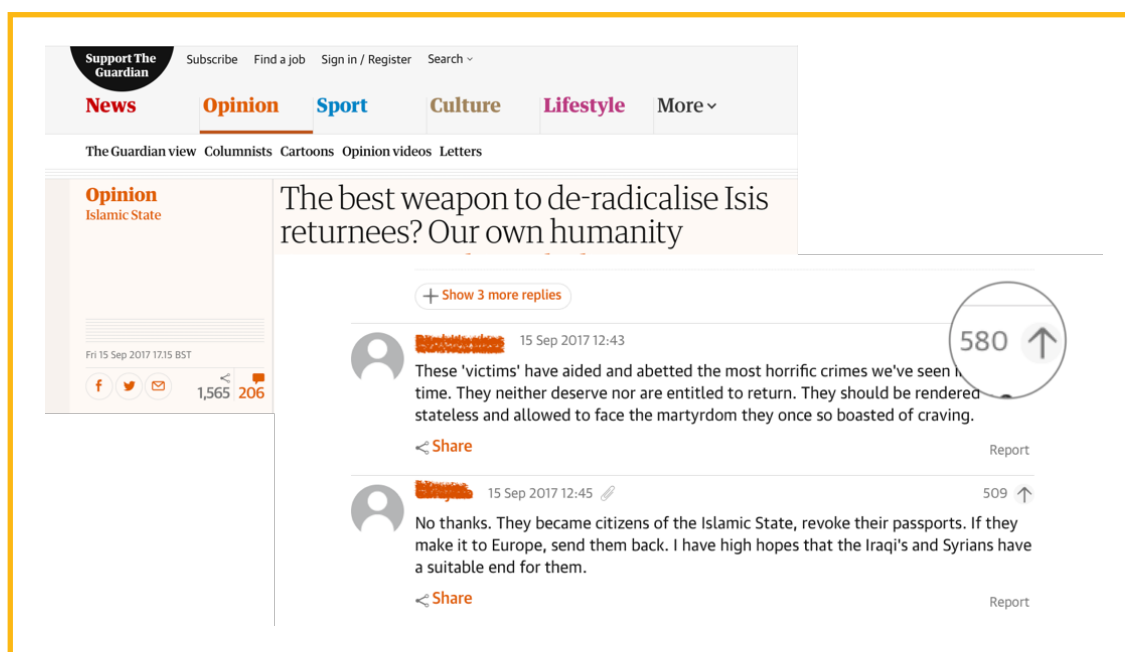 Support The
Guardian
Subscribe Find a job Sign in / Register Search
News Opinion Sport Culture Lifestyle More
The Guardian view Columnists Cartoons Opinion videos Letters
Opinion
Islamic State
The best weapon to de-radicalise Isis
returnees? Our own humanity
Fri 15 Sep 2017 17.15 BST
1,565 206
Show 3 more replies
15 Sep 2017 12:43
580
These 'victims' have aided and abetted the most horrific crimes we've seen
time. They neither deserve nor are entitled to return. They should be rendered
stateless and allowed to face the martyrdom they once so boasted of craving.
Share
Report
15 Sep 2017 12:45
509
No thanks. They became citizens of the Islamic State, revoke their passports. If they
make it to Europe, send them back. I have high hopes that the Iraqi's and Syrians have
a suitable end for them.
Share
Report